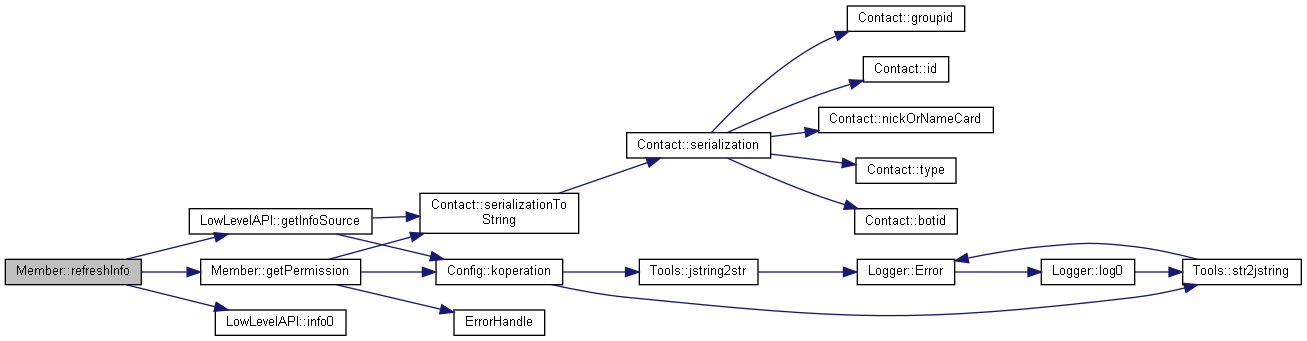 Contact::groupid
Contact::id
Contact::nickOrNameCard
Contact::serialization
Contact::type
Contact::serializationTo
String
LowLevelAPI::getInfoSource
Contact::botid
Member::refreshInfo
Member::getPermission
Config::koperation
Tools::jstring2str
Logger::Error
Logger::log0
Tools::str2jstring
LowLevelAPI::info0
ErrorHandle